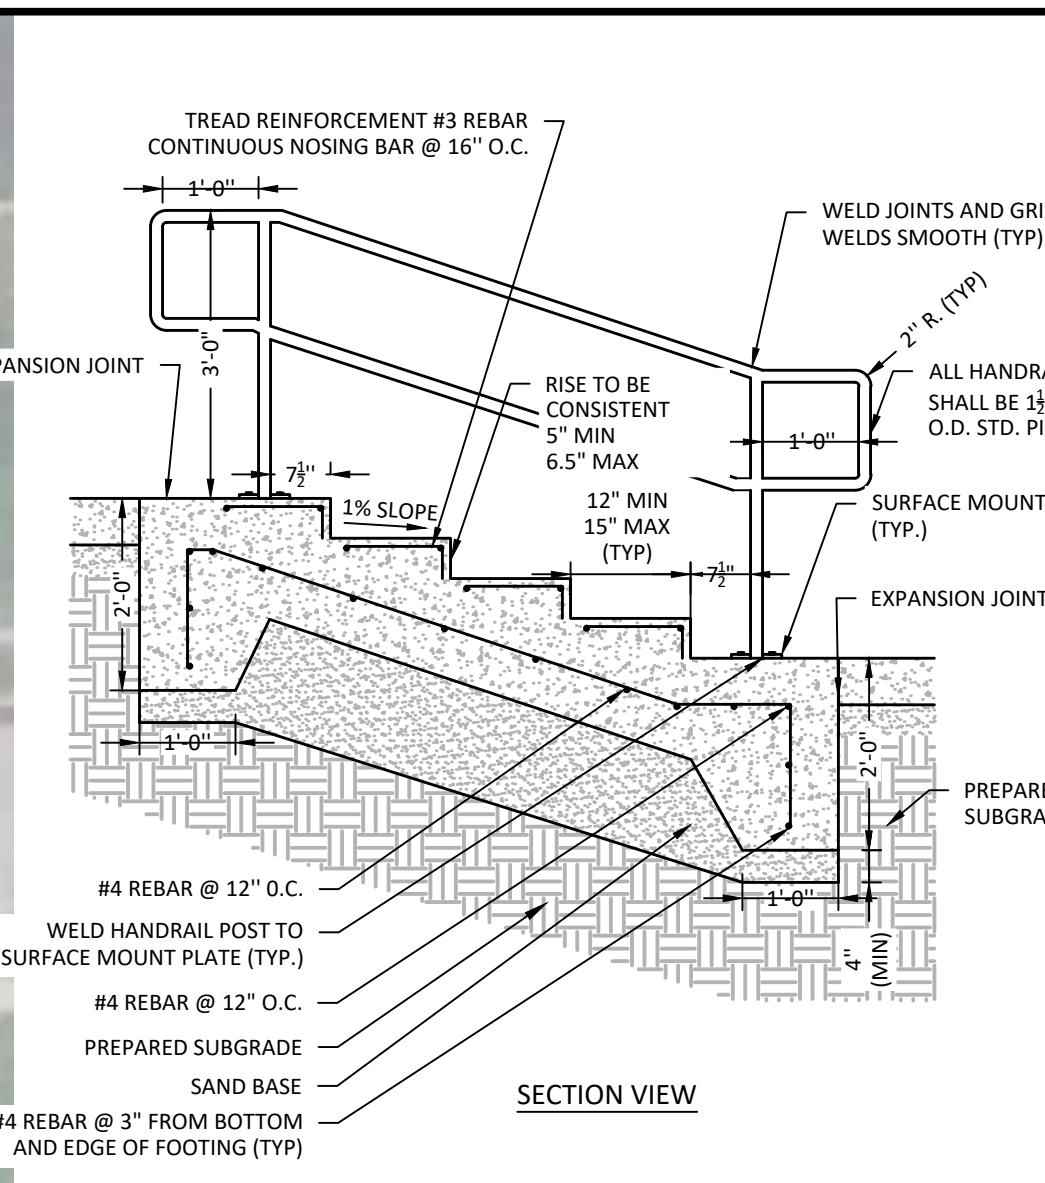 TREAD REINFORCEMENT #3 REBAR
CONTINUOUS NOSING BAR @ 16" O.C.
1'-0"
WELD JOINTS AND GRI
WELDS SMOOTH (TYP)
2" R. (TYP)
3'-0"
PANSION JOINT
RISE TO BE
CONSISTENT
5" MIN
6.5" MAX
ALL HANDRA
SHALL BE 1½
O.D. STD. PI
1'-0"
7½"
1% SLOPE
12" MIN
15" MAX
(TYP)
SURFACE MOUNT
(TYP.)
7½"
2'-0"
EXPANSION JOINT
1'-0"
2'-0"
PREPARE
SUBGRA
#4 REBAR @ 12" 0.C.
1'-0"
WELD HANDRAIL POST TO
SURFACE MOUNT PLATE (TYP.)
4"
(MIN)
#4 REBAR @ 12" O.C.
PREPARED SUBGRADE
SAND BASE
SECTION VIEW
#4 REBAR @ 3" FROM BOTTOM
AND EDGE OF FOOTING (TYP)